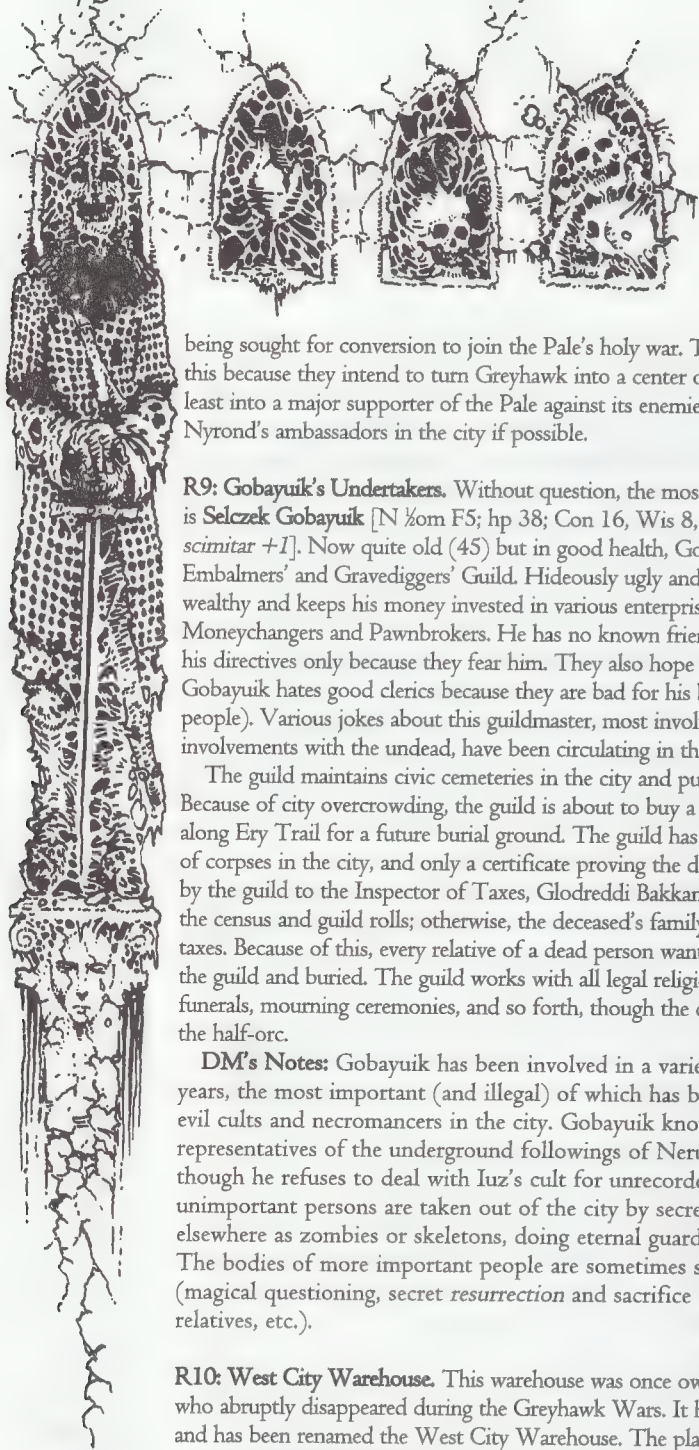 being sought for conversion to join the Pale's holy war. T
this because they intend to turn Greyhawk into a center o
least into a major supporter of the Pale against its enemie
Nyrond's ambassadors in the city if possible.
R9: Gobayuik's Undertakers. Without question, the mos
is Selczek Gobayuik [N ½om F5; hp 38; Con 16, Wis 8,
scimitar +1]. Now quite old (45) but in good health, Go
Embalmers' and Gravediggers' Guild. Hideously ugly and
wealthy and keeps his money invested in various enterpris
Moneychangers and Pawnbrokers. He has no known frien
his directives only because they fear him. They also hope
Gobayuik hates good clerics because they are bad for his l
people). Various jokes about this guildmaster, most invol
involvements with the undead, have been circulating in th
The guild maintains civic cemeteries in the city and pu
Because of city overcrowding, the guild is about to buy a
along Ery Trail for a future burial ground. The guild has
of corpses in the city, and only a certificate proving the d
by the guild to the Inspector of Taxes, Glodreddi Bakkan
the census and guild rolls; otherwise, the deceased's family
taxes. Because of this, every relative of a dead person want
the guild and buried. The guild works with all legal religi
funerals, mourning ceremonies, and so forth, though the c
the half-orc.
DM's Notes: Gobayuik has been involved in a varie
years, the most important (and illegal) of which has b
evil cults and necromancers in the city. Gobayuik kno
representatives of the underground followings of Neru
though he refuses to deal with Iuz's cult for unrecorde
unimportant persons are taken out of the city by secre
elsewhere as zombies or skeletons, doing eternal guard
The bodies of more important people are sometimes s
(magical questioning, secret resurrection and sacrifice
relatives, etc.).
R10: West City Warehouse. This warehouse was once ow
who abruptly disappeared during the Greyhawk Wars. It h
and has been renamed the West City Warehouse. The pla